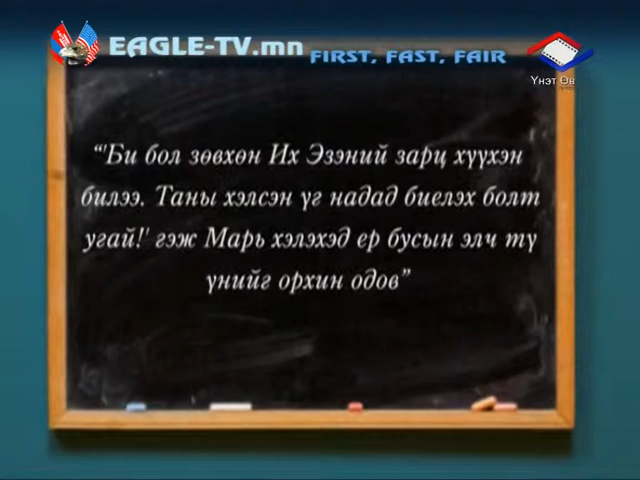 EAGLE-TV.mn FIRST, FAST, FAIR
Үнэт Өв
“'Би бол зөвхөн Их Эзэний зарц хүүхэн
билээ. Таны хэлсэн үг надад биелэх болт
угай!' гэж Марь хэлэхэд ер бусын элч тү
үнийг орхин одов”